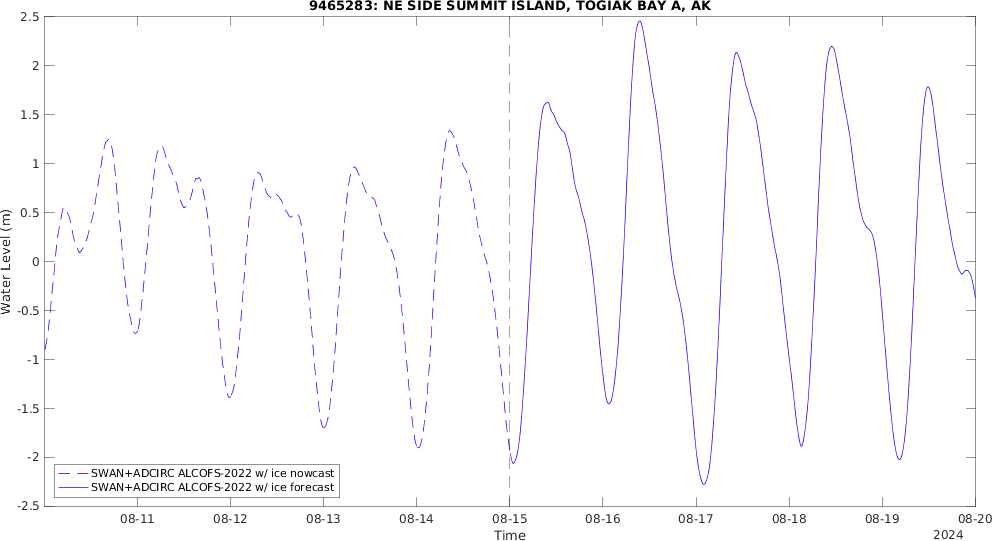 9465283: NE SIDE SUMMIT ISLAND, TOGIAK BAY A, AK
2.5
2
1.5
1
0.5
0
-0.5
-1
-1.5
-2
-2.5
Water Level (m)
SWAN+ADCIRC ALCOFS-2022 w/ ice nowcast
SWAN+ADCIRC ALCOFS-2022 w/ ice forecast
08-11 08-12 08-13 08-14 08-15 08-16 08-17 08-18 08-19 08-20
Time
2024